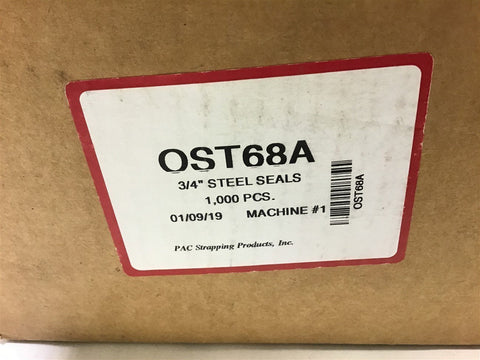 OST68A
3/4" STEEL SEALS
1,000 PCS.
01/09/19 MACHINE #1
OST68A
PAC Strapping Products, Inc.